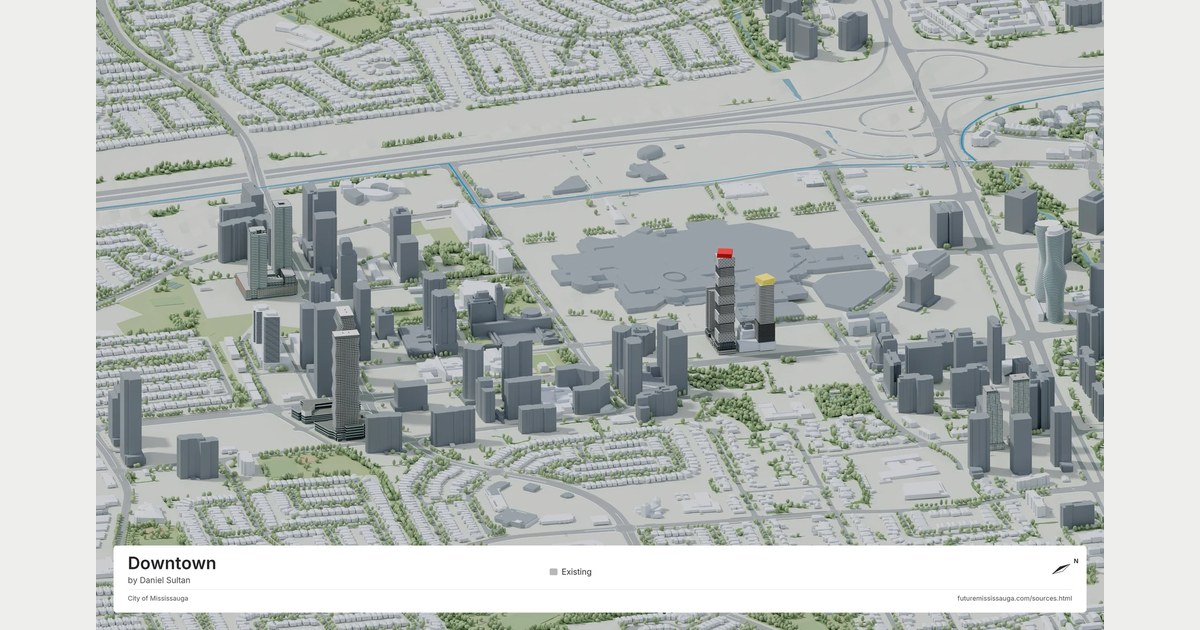 Downtown
by Daniel Sultan
Existing
N
City of Mississauga
futuremississauga.com/sources.html